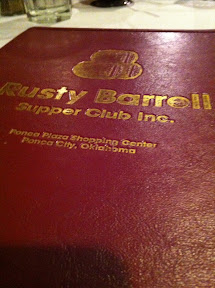 Rusty Barrell
Supper Club Inc.
Ponca Plaza Shopping Center
Ponca City, Oklahoma